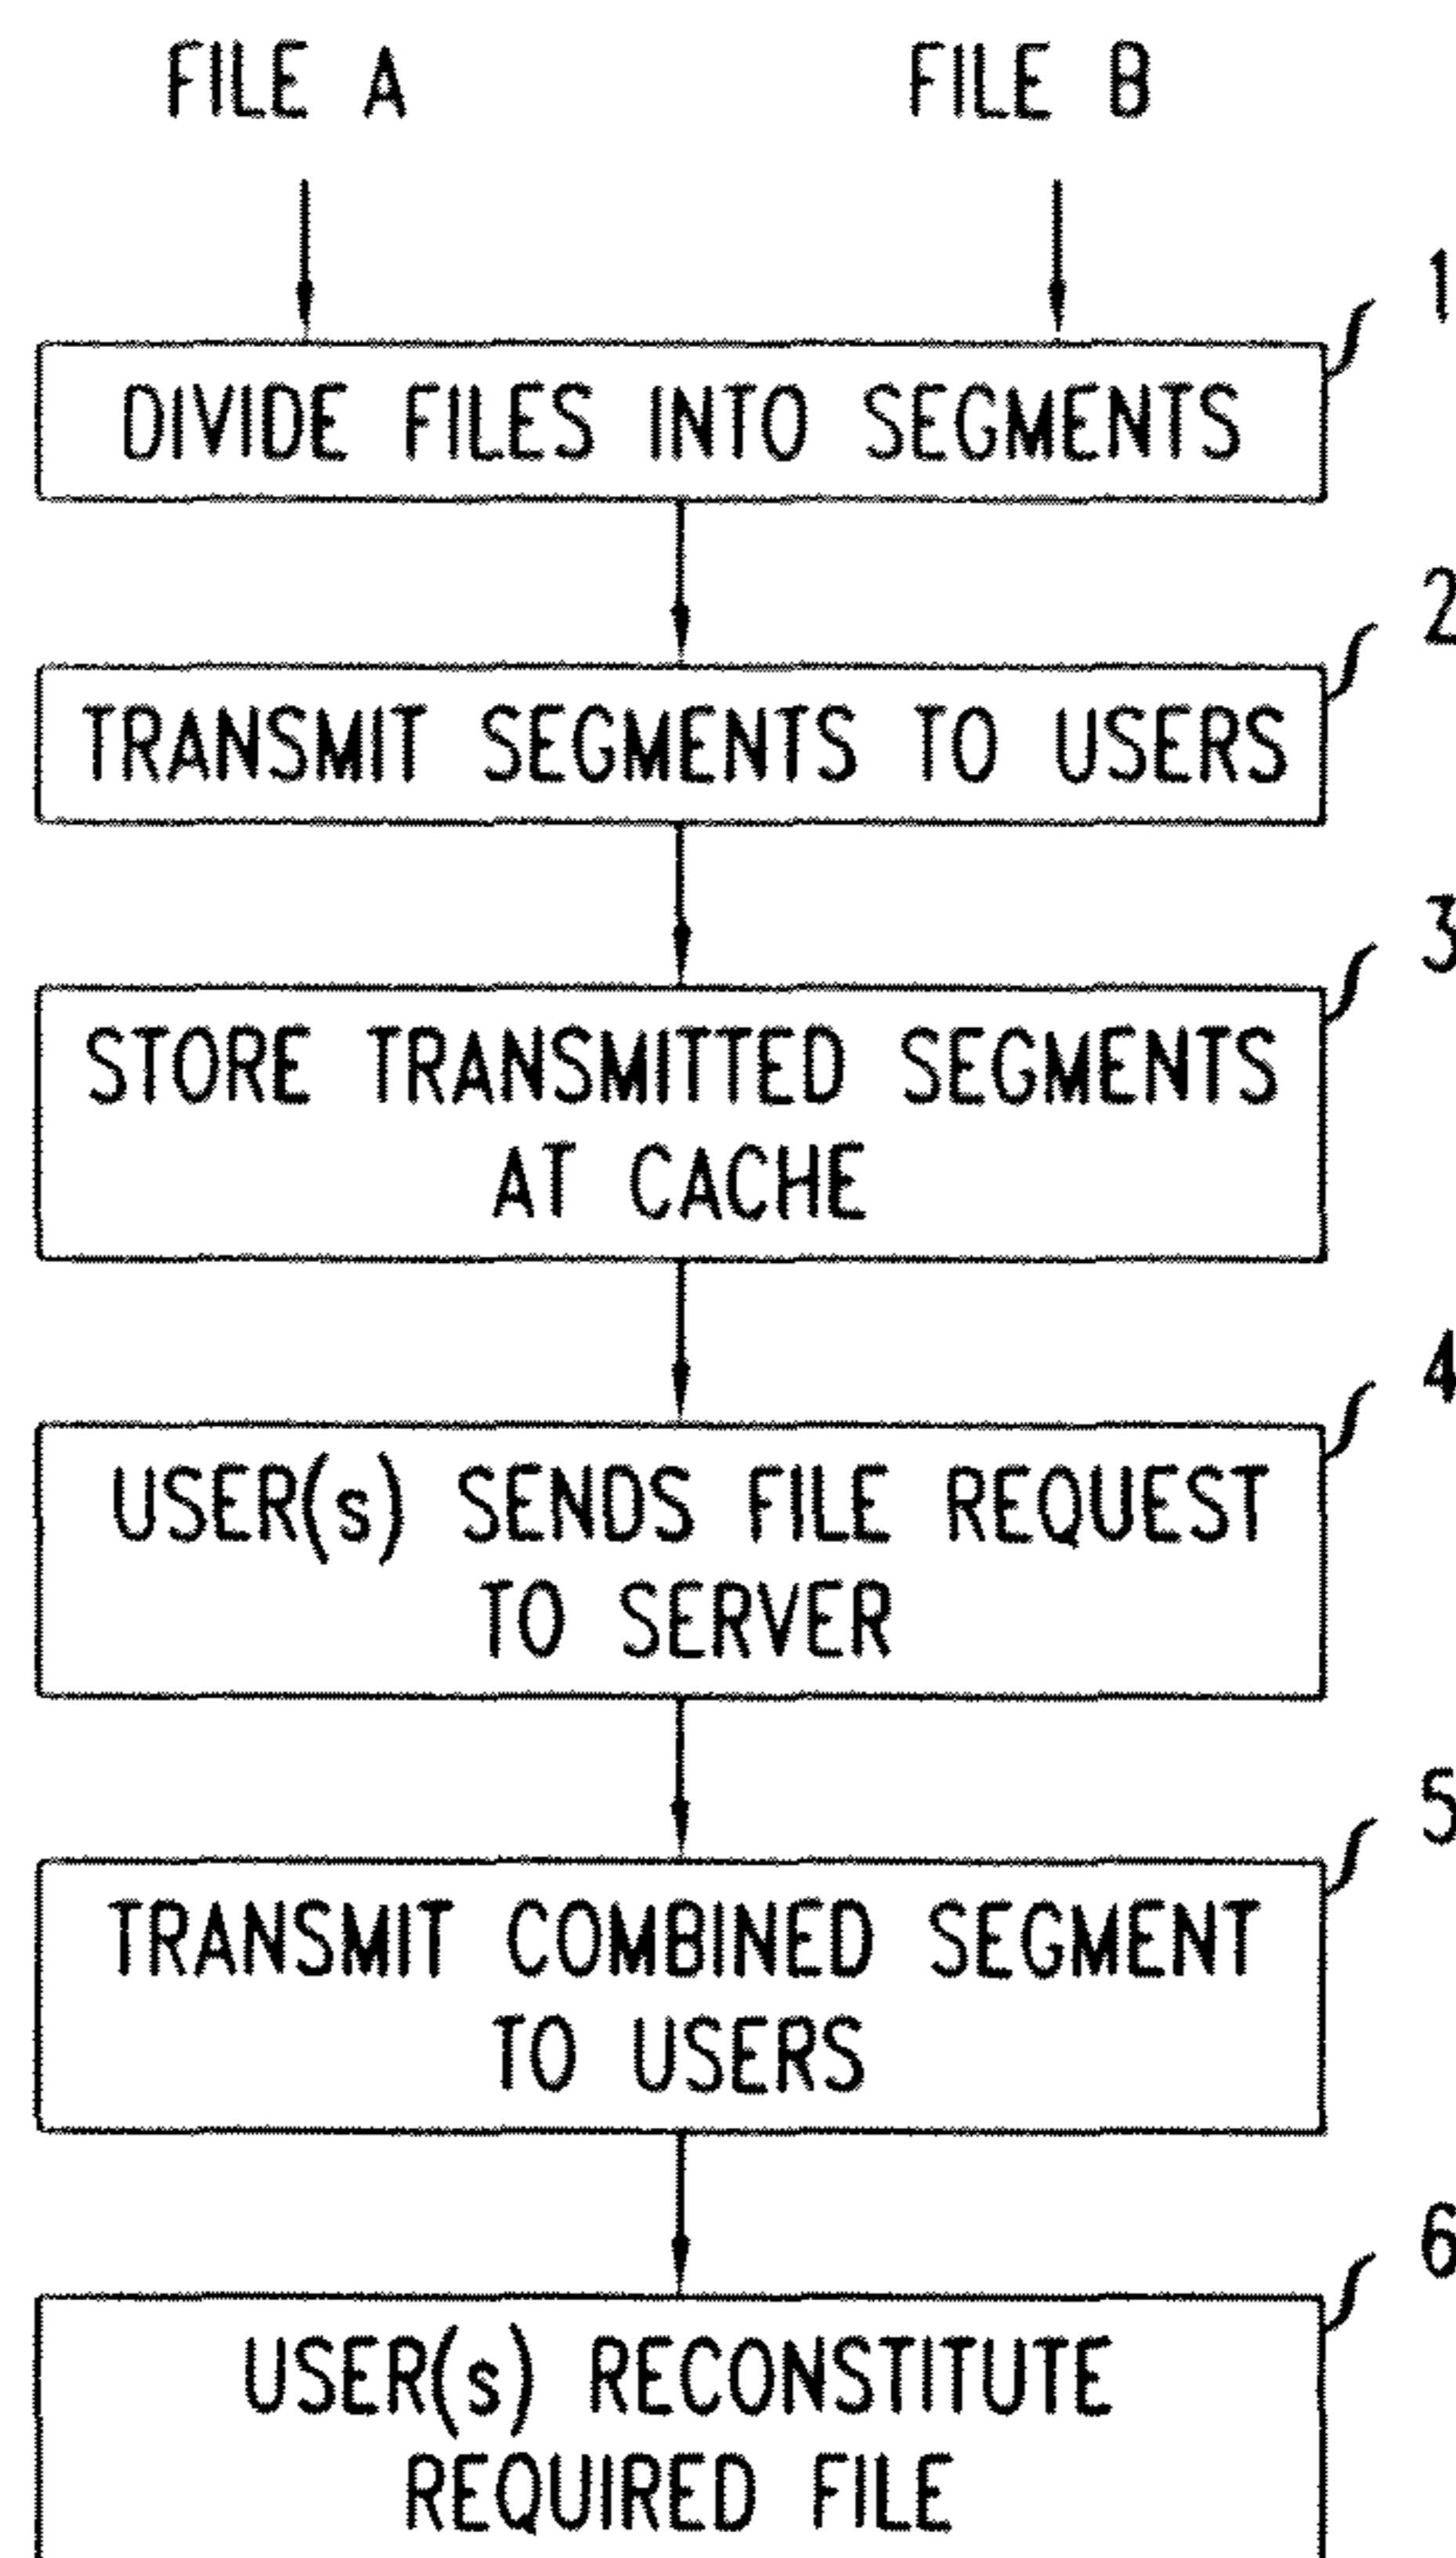 FILE A
FILE B
1
DIVIDE FILES INTO SEGMENTS
2
TRANSMIT SEGMENTS TO USERS
3
STORE TRANSMITTED SEGMENTS
AT CACHE
4
USER(s) SENDS FILE REQUEST
TO SERVER
5
TRANSMIT COMBINED SEGMENT
TO USERS
6
USER(s) RECONSTITUTE
REQUIRED FILE